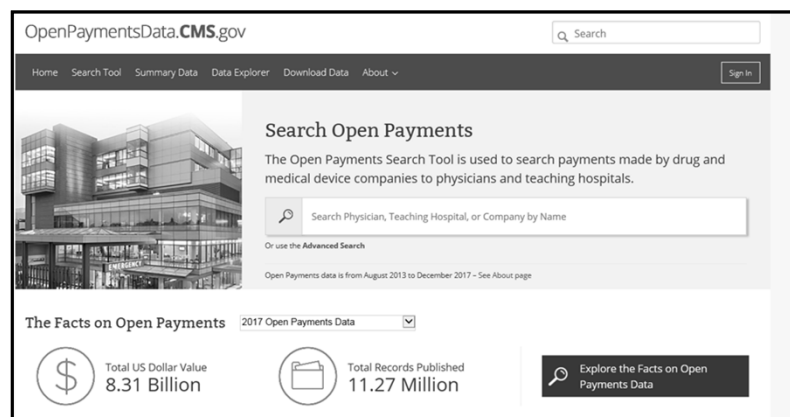 OpenPaymentsData.CMS.gov
Search
Home Search Tool Summary Data Data Explorer Download Data About
Sign In
EMERGENCY
Search Open Payments
The Open Payments Search Tool is used to search payments made by drug and
medical device companies to physicians and teaching hospitals.
Search Physician, Teaching Hospital, or Company by Name
Or use the Advanced Search
Open Payments data is from August 2013 to December 2017 – See About page
The Facts on Open Payments 2017 Open Payments Data
$
Total US Dollar Value
8.31 Billion
Total Records Published
11.27 Million
Explore the Facts on Open
Payments Data